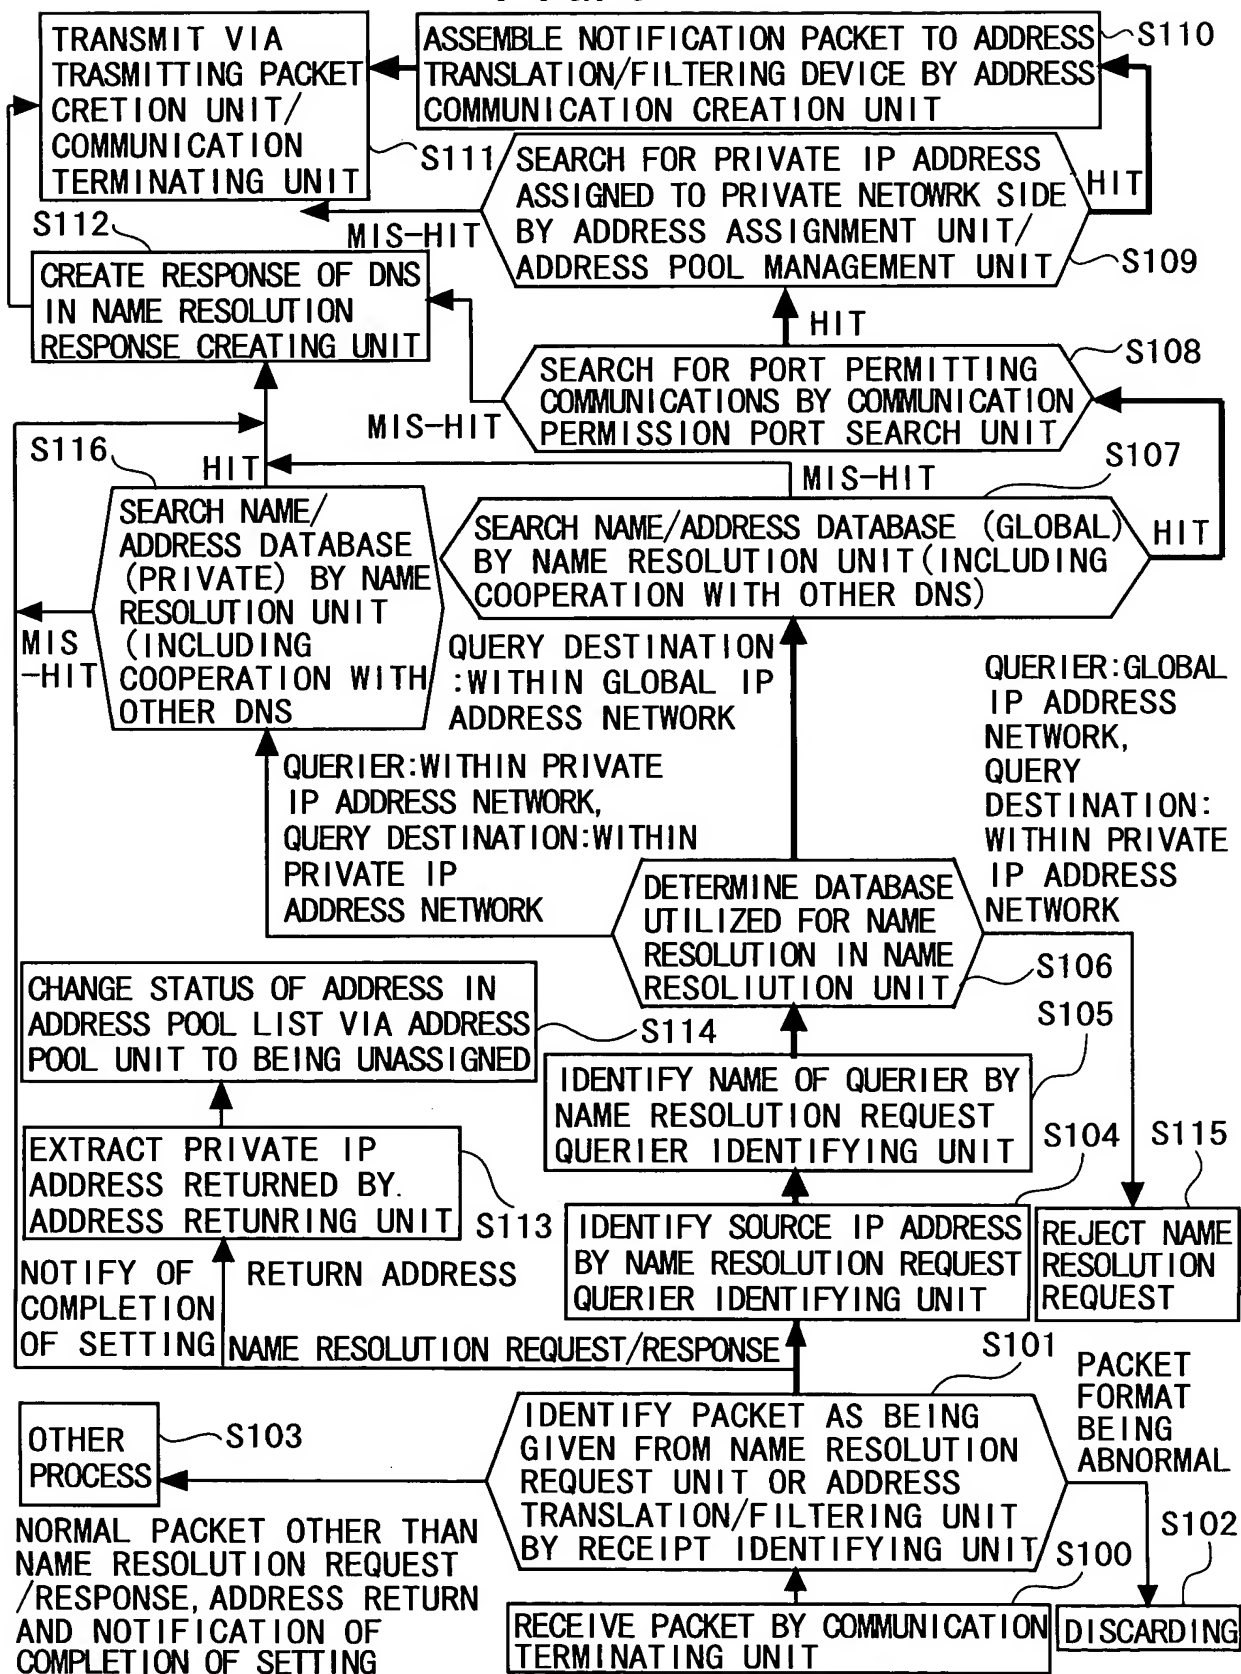 TRANSMIT VIA
TRASMITTING PACKET
CRETION UNIT/
COMMUNICATION
TERMINATING UNIT
S111
ASSEMBLE NOTIFICATION PACKET TO ADDRESS
TRANSLATION/FILTERING DEVICE BY ADDRESS
COMMUNICATION CREATION UNIT
S110
SEARCH FOR PRIVATE IP ADDRESS
ASSIGNED TO PRIVATE NETOWRK SIDE
BY ADDRESS ASSIGNMENT UNIT/
ADDRESS POOL MANAGEMENT UNIT
HIT
MIS-HIT
S109
S112
CREATE RESPONSE OF DNS
IN NAME RESOLUTION
RESPONSE CREATING UNIT
HIT
S108
SEARCH FOR PORT PERMITTING
COMMUNICATIONS BY COMMUNICATION
PERMISSION PORT SEARCH UNIT
MIS-HIT
S116
HIT
MIS-HIT
S107
SEARCH NAME/
ADDRESS DATABASE
(PRIVATE) BY NAME
RESOLUTION UNIT
(INCLUDING
COOPERATION WITH
OTHER DNS
MIS
-HIT
SEARCH NAME/ADDRESS DATABASE (GLOBAL)
BY NAME RESOLUTION UNIT(INCLUDING
COOPERATION WITH OTHER DNS)
HIT
QUERY DESTINATION
:WITHIN GLOBAL IP
ADDRESS NETWORK
QUERIER:GLOBAL
IP ADDRESS
NETWORK,
QUERY
DESTINATION:
WITHIN PRIVATE
IP ADDRESS
NETWORK
QUERIER:WITHIN PRIVATE
IP ADDRESS NETWORK,
QUERY DESTINATION:WITHIN
PRIVATE IP
ADDRESS NETWORK
DETERMINE DATABASE
UTILIZED FOR NAME
RESOLUTION IN NAME
RESOLIUTION UNIT
S106
CHANGE STATUS OF ADDRESS IN
ADDRESS POOL LIST VIA ADDRESS
POOL UNIT TO BEING UNASSIGNED
S114
S105
IDENTIFY NAME OF QUERIER BY
NAME RESOLUTION REQUEST
QUERIER IDENTIFYING UNIT
EXTRACT PRIVATE IP
ADDRESS RETURNED BY.
ADDRESS RETUNRING UNIT
S113
S104
IDENTIFY SOURCE IP ADDRESS
BY NAME RESOLUTION REQUEST
QUERIER IDENTIFYING UNIT
S115
REJECT NAME
RESOLUTION
REQUEST
NOTIFY OF
COMPLETION
OF SETTING
RETURN ADDRESS
NAME RESOLUTION REQUEST/RESPONSE
S101
IDENTIFY PACKET AS BEING
GIVEN FROM NAME RESOLUTION
REQUEST UNIT OR ADDRESS
TRANSLATION/FILTERING UNIT
BY RECEIPT IDENTIFYING UNIT
PACKET
FORMAT
BEING
ABNORMAL
OTHER
PROCESS
S103
NORMAL PACKET OTHER THAN
NAME RESOLUTION REQUEST
/RESPONSE, ADDRESS RETURN
AND NOTIFICATION OF
COMPLETION OF SETTING
S100
RECEIVE PACKET BY COMMUNICATION
TERMINATING UNIT
S102
DISCARDING